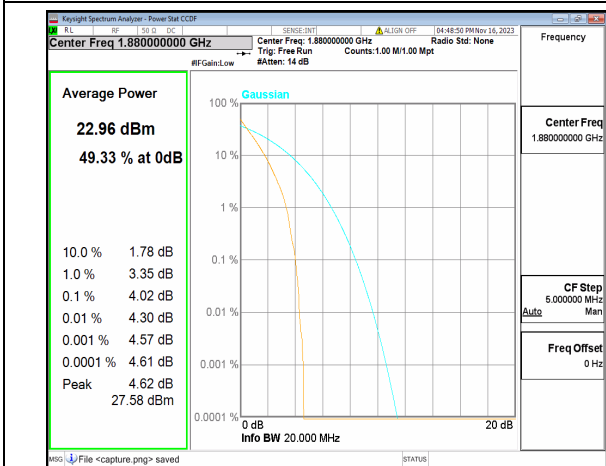 Keysight Spectrum Analyzer - Power Stat CCDF
RL RF 50 Ω DC SENSE:INT ALIGN OFF 04:48:50 PM Nov 16, 2023
Center Freq 1.880000000 GHz
Center Freq: 1.880000000 GHz Radio Std: None
Trig: Free Run Counts:1.00 M/1.00 Mpt
#IFGain:Low #Atten: 14 dB
Frequency
Average Power
22.96 dBm
49.33 % at 0dB
10.0 % 1.78 dB
1.0 % 3.35 dB
0.1 % 4.02 dB
0.01 % 4.30 dB
0.001 % 4.57 dB
0.0001 % 4.61 dB
Peak 4.62 dB
27.58 dBm
Gaussian
100 %
10 %
1 %
0.1 %
0.01 %
0.001 %
0.0001 %
0 dB 20 dB
Info BW 20.000 MHz
Center Freq
1.880000000 GHz
CF Step
5.000000 MHz
Auto Man
Freq Offset
0 Hz
MSG File <capture.png> saved STATUS